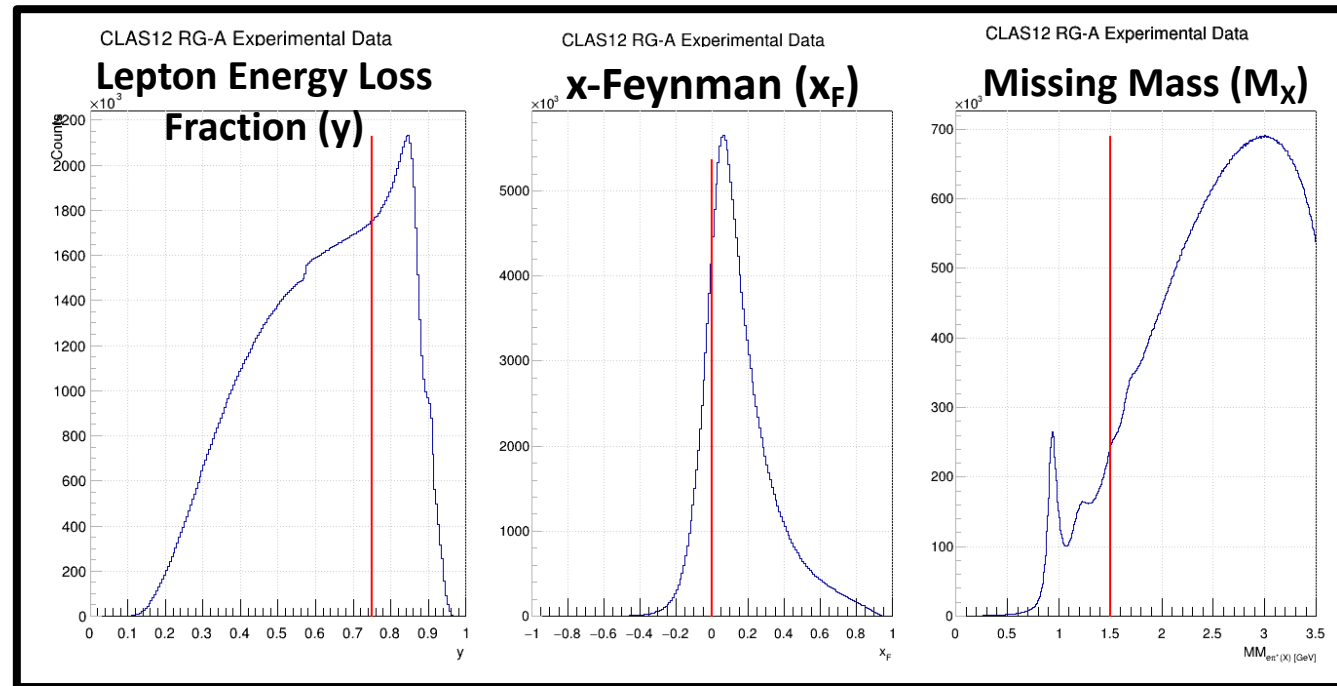 CLAS12 RG-A Experimental Data
Lepton Energy Loss
Fraction (y)
×10³
Counts
2200
2000
1800
1600
1400
1200
1000
800
600
400
200
0
0 0.1 0.2 0.3 0.4 0.5 0.6 0.7 0.8 0.9 1
y
CLAS12 RG-A Experimental Data
x-Feynman (x_F)
×10³
5000
4000
3000
2000
1000
0
−1 −0.8 −0.6 −0.4 −0.2 0 0.2 0.4 0.6 0.8 1
x_F
CLAS12 RG-A Experimental Data
Missing Mass (M_X)
×10³
700
600
500
400
300
200
100
0
0 0.5 1 1.5 2 2.5 3 3.5
MM_eπ⁺(X) [GeV]